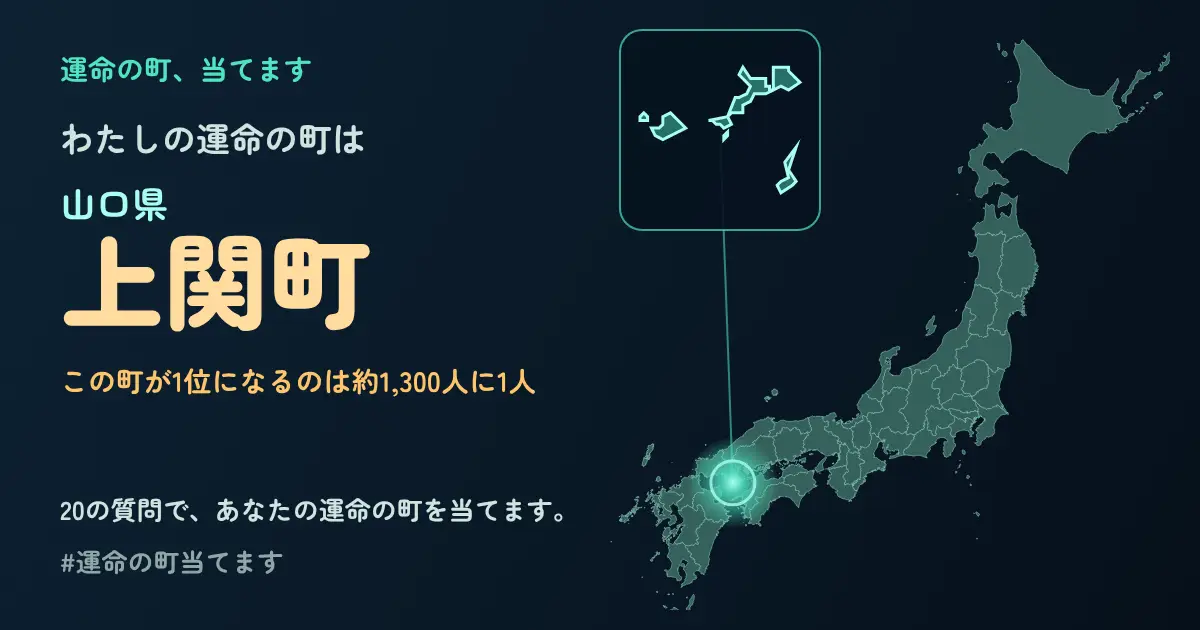 運命の町、当てます
わたしの運命の町は
山口県
上関町
この町が1位になるのは約1,300人に1人
20の質問で、あなたの運命の町を当てます。
#運命の町当てます